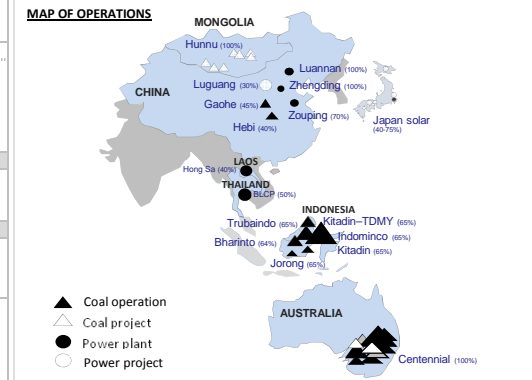 MAP OF OPERATIONS
MONGOLIA
Hunnu (100%)
Luannan (100%)
Luguang (30%)
Zhengding (100%)
CHINA
Gaohe (45%)
Zouping (70%)
Hebi (40%)
Japan solar
(40-75%)
LAOS
Hong Sa (40%)
THAILAND
BLCP (50%)
INDONESIA
Trubaindo (65%)
Kitadin–TDMY (65%)
Bharinto (64%)
Indominco (65%)
Kitadin (65%)
Jorong (65%)
AUSTRALIA
Centennial (100%)
Coal operation
Coal project
Power plant
Power project